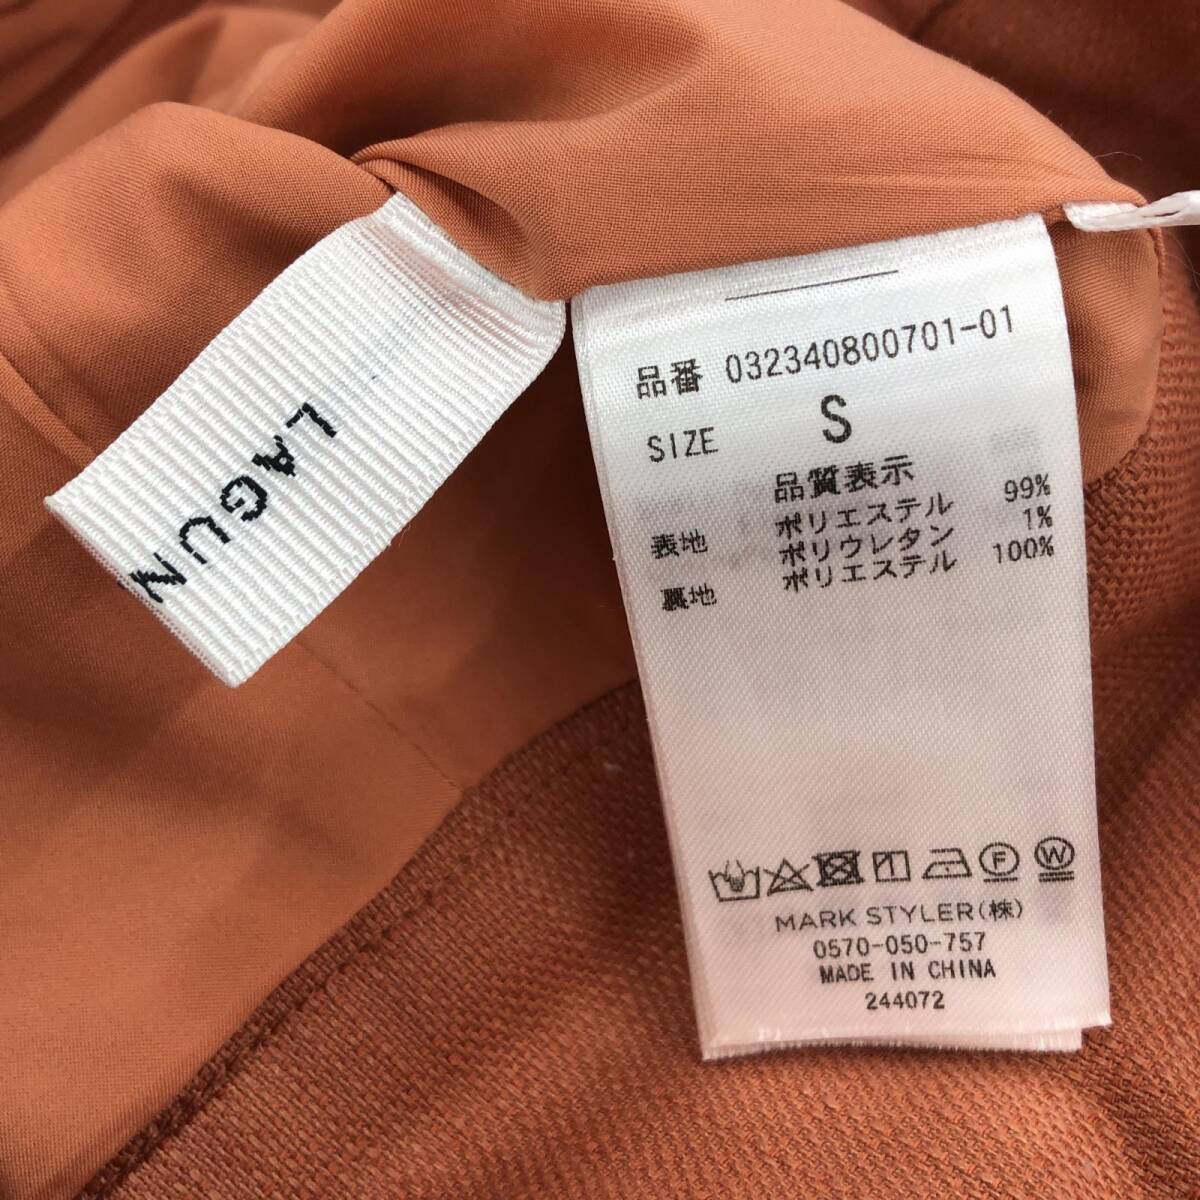 LAGUN
品番 032340800701-01
SIZE S
品質表示
表地 ポリエステル 99%
ポリウレタン 1%
裏地 ポリエステル 100%
F W
MARK STYLER(株)
0570-050-757
MADE IN CHINA
244072